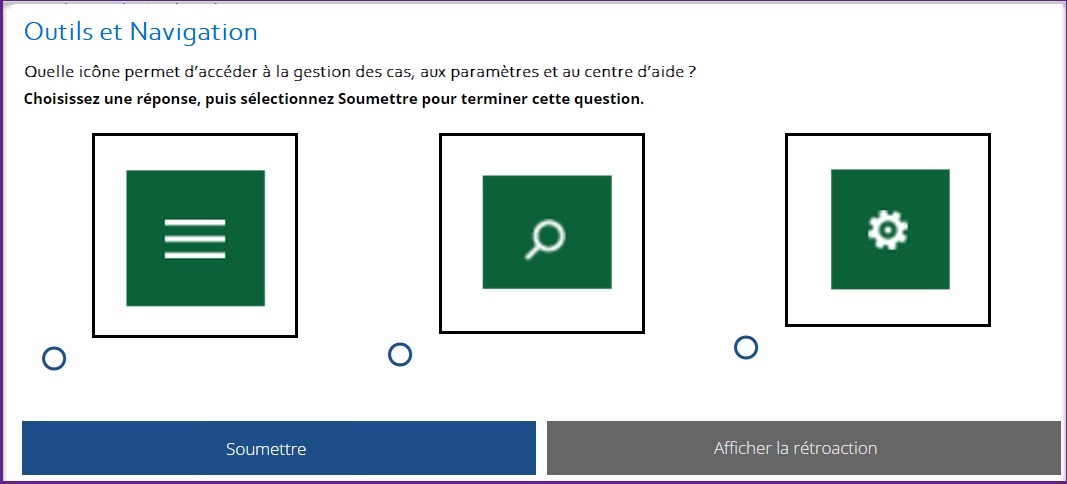 Outils et Navigation
Quelle icône permet d’accéder à la gestion des cas, aux paramètres et au centre d’aide ?
Choisissez une réponse, puis sélectionnez Soumettre pour terminer cette question.
Soumettre
Afficher la rétroaction